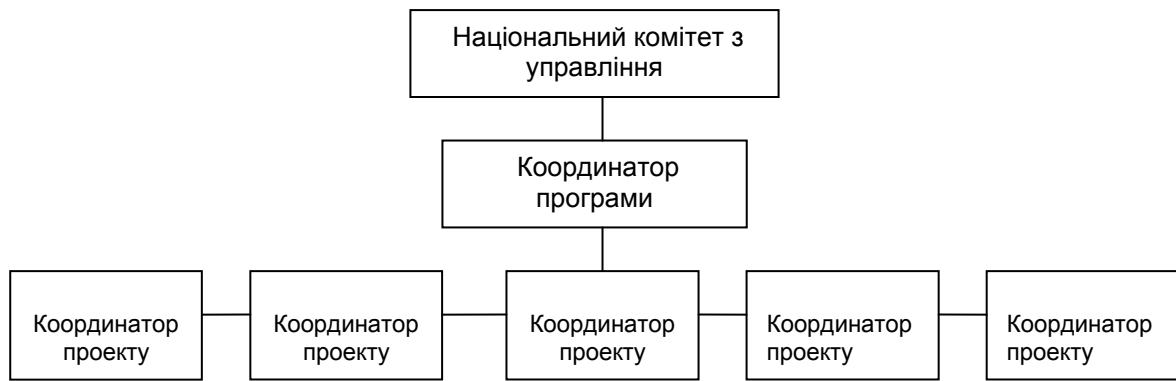 Національний комітет з
управління
Координатор
програми
Координатор
проекту
Координатор
проекту
Координатор
проекту
Координатор
проекту
Координатор
проекту